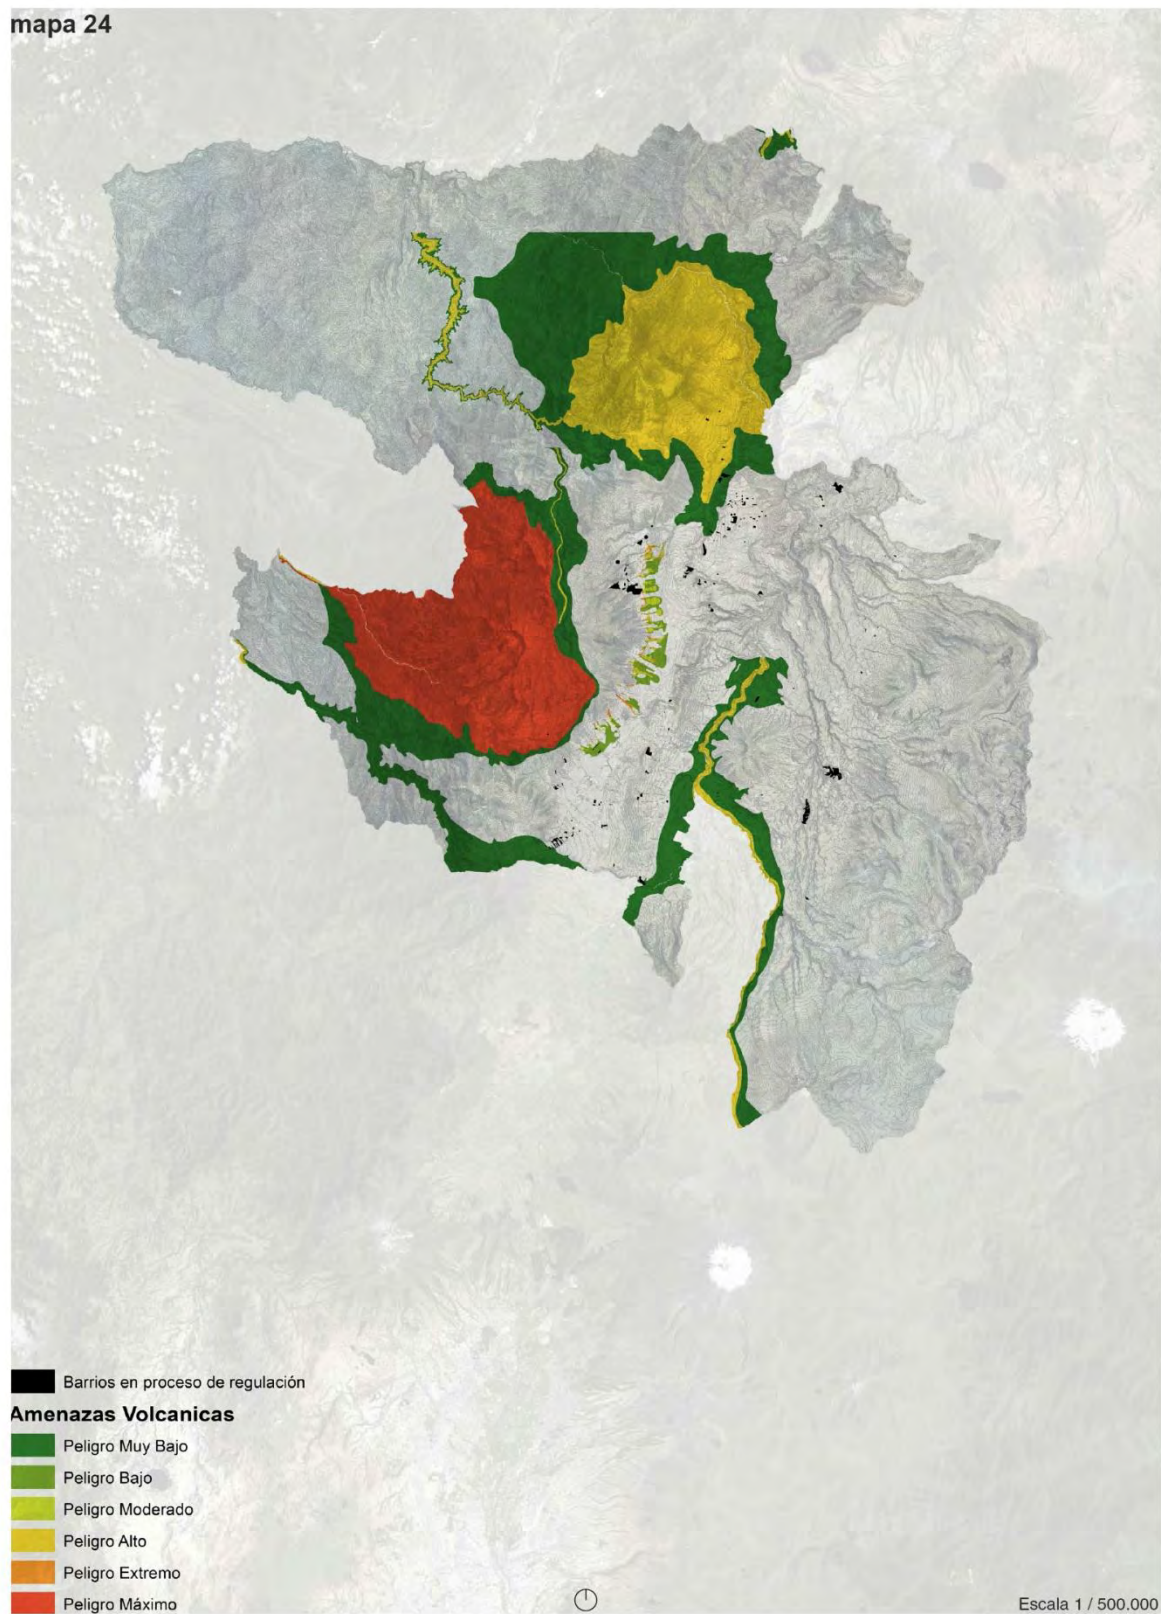 mapa 24
Barrios en proceso de regulación
Amenazas Volcanicas
Peligro Muy Bajo
Peligro Bajo
Peligro Moderado
Peligro Alto
Peligro Extremo
Peligro Máximo
Escala 1 / 500.000